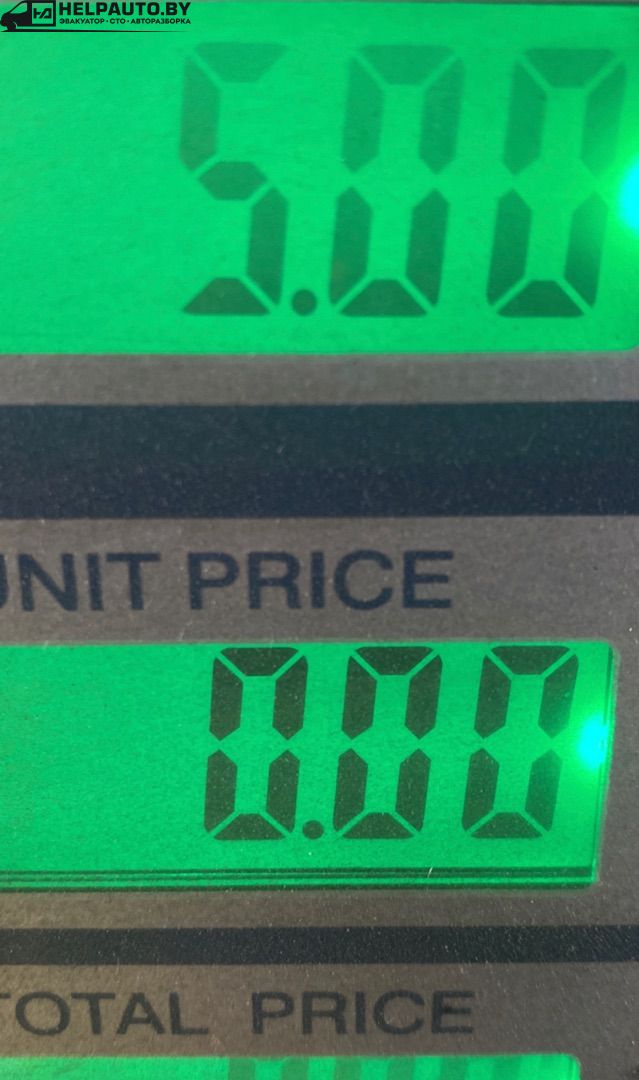 HELPAUTO.BY
ЭВАКУАТОР · СТО · АВТОРАЗБОРКА
5.00
UNIT PRICE
0.00
TOTAL PRICE